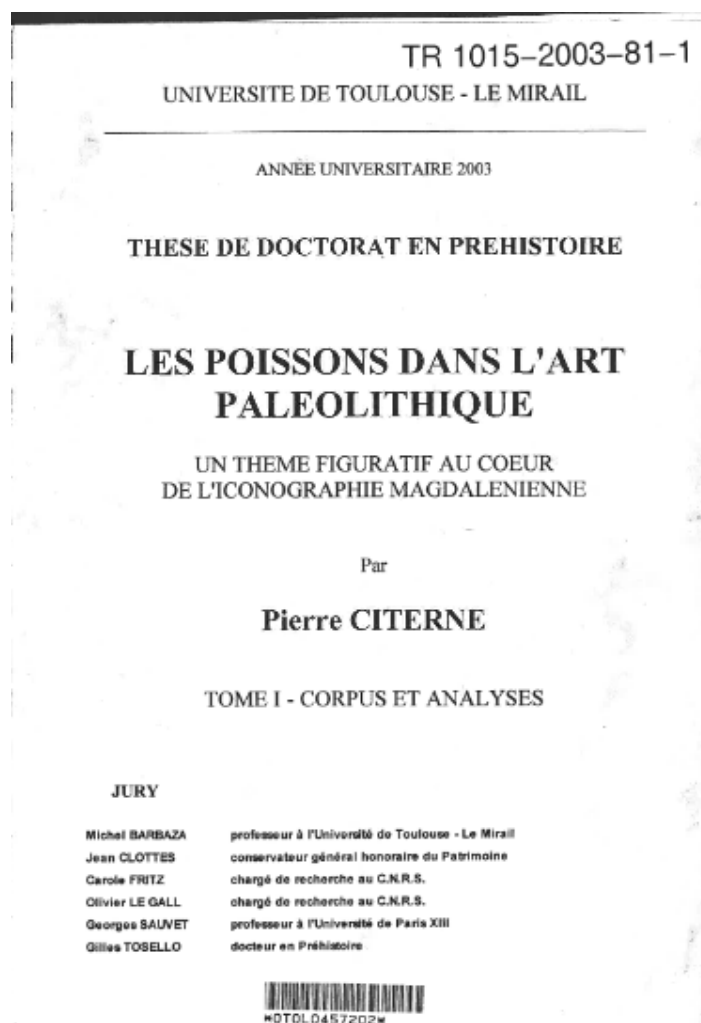 TR 1015-2003-81-1
UNIVERSITE DE TOULOUSE - LE MIRAIL
ANNÉE UNIVERSITAIRE 2003
THESE DE DOCTORAT EN PREHISTOIRE
LES POISSONS DANS L'ART
PALEOLITHIQUE
UN THEME FIGURATIF AU COEUR
DE L'ICONOGRAPHIE MAGDALENIENNE
Par
Pierre CITERNE
TOME I - CORPUS ET ANALYSES
JURY
Michel BARBAZA professeur à l'Université de Toulouse - Le Mirail
Jean CLOTTES conservateur général honoraire du Patrimoine
Carole FRITZ chargé de recherche au C.N.R.S.
Olivier LE GALL chargé de recherche au C.N.R.S.
Georges SAUVET professeur à l'Université de Paris XIII
Gilles TOSELLO docteur en Préhistoire
*DTDL0457202*